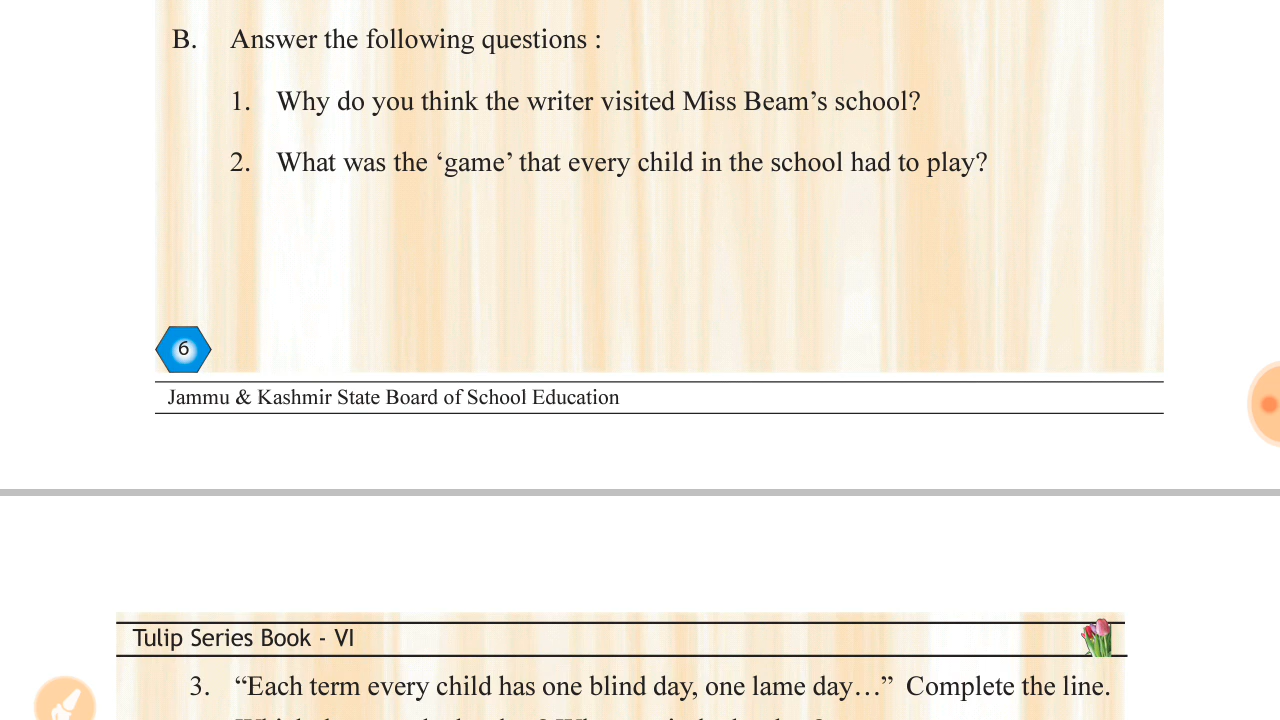 B. Answer the following questions :
1. Why do you think the writer visited Miss Beam’s school?
2. What was the ‘game’ that every child in the school had to play?
6
Jammu & Kashmir State Board of School Education
Tulip Series Book - VI
3. “Each term every child has one blind day, one lame day…” Complete the line.